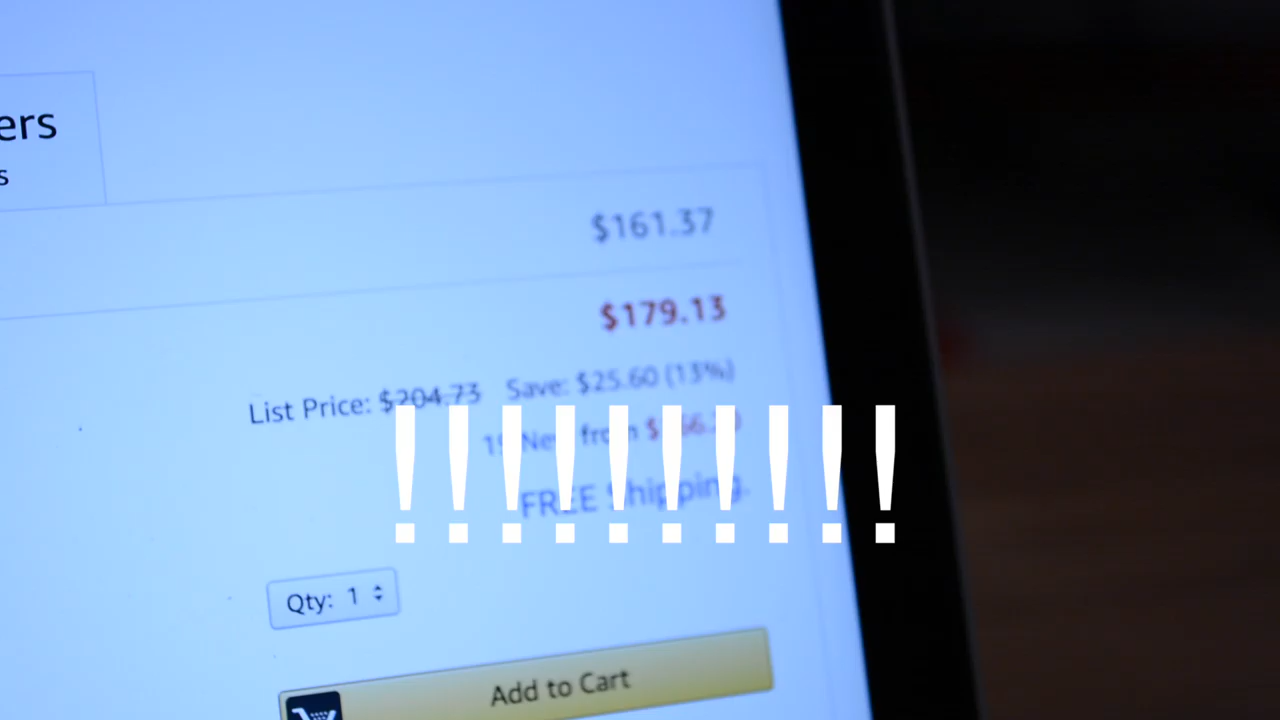 ers
s
$161.37
$179.13
List Price: $204.73 Save: $25.60 (13%)
from
FREE Shipping.
!!!!!!!!!!
Qty: 1
Add to Cart